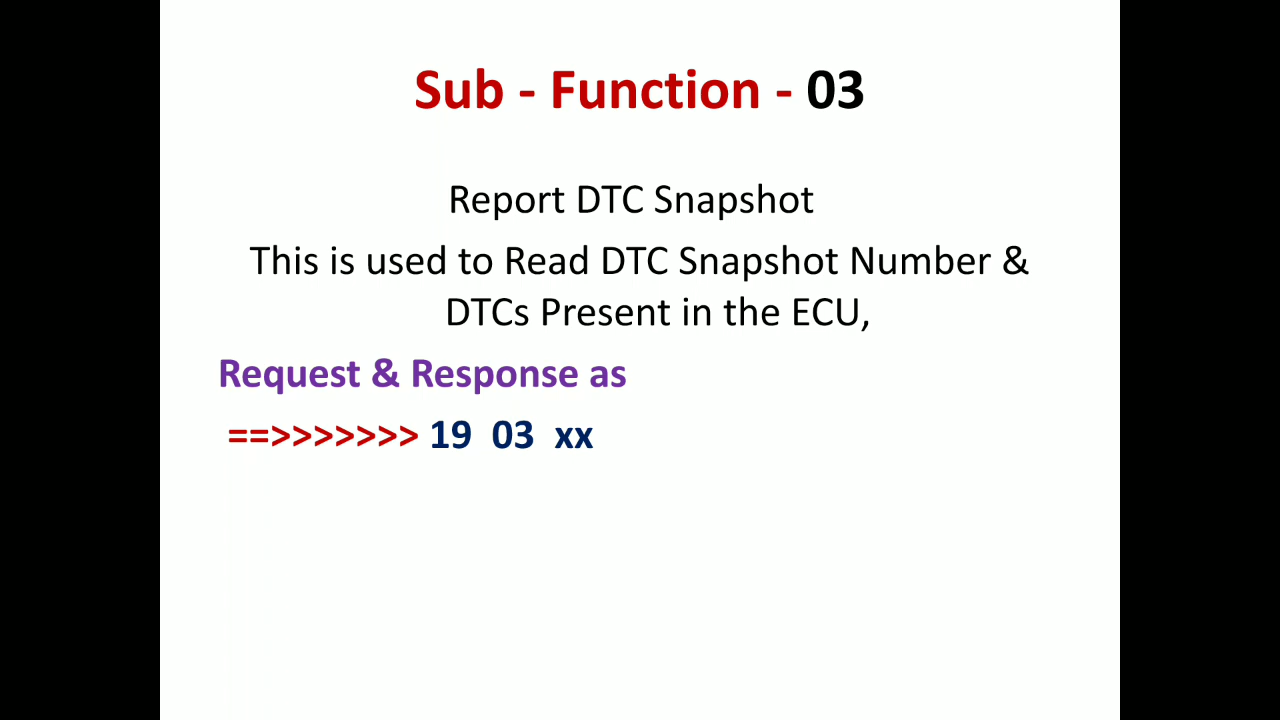 Sub - Function - 03
Report DTC Snapshot
This is used to Read DTC Snapshot Number &
DTCs Present in the ECU,
Request & Response as
==>>>>>>> 19 03 xx